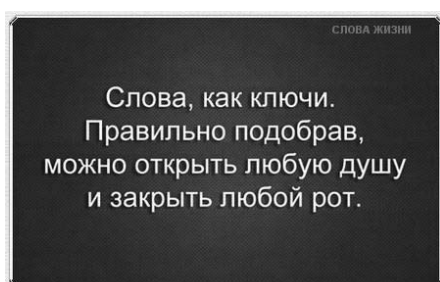 СЛОВА ЖИЗНИ
Слова, как ключи.
Правильно подобрав,
можно открыть любую душу
и закрыть любой рот.